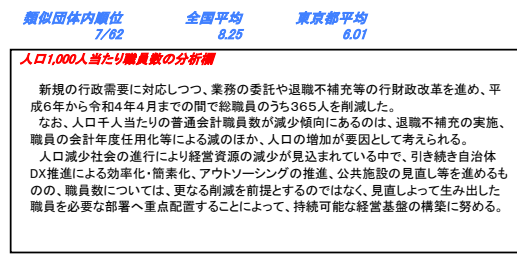 類似団体内順位 全国平均 東京都平均
7/62 8.25 6.01
人口1,000人当たり職員数の分析欄
新規の行政需要に対応しつつ、業務の委託や退職不補充等の行財政改革を進め、平
成6年から令和4年4月までの間で総職員のうち365人を削減した。
なお、人口千人当たりの普通会計職員数が減少傾向にあるのは、退職不補充の実施、
職員の会計年度任用化等による減のほか、人口の増加が要因として考えられる。
人口減少社会の進行により経営資源の減少が見込まれている中で、引き続き自治体
DX推進による効率化・簡素化、アウトソーシングの推進、公共施設の見直し等を進めるも
のの、職員数については、更なる削減を前提とするのではなく、見直しよって生み出した
職員を必要な部署へ重点配置することによって、持続可能な経営基盤の構築に努める。